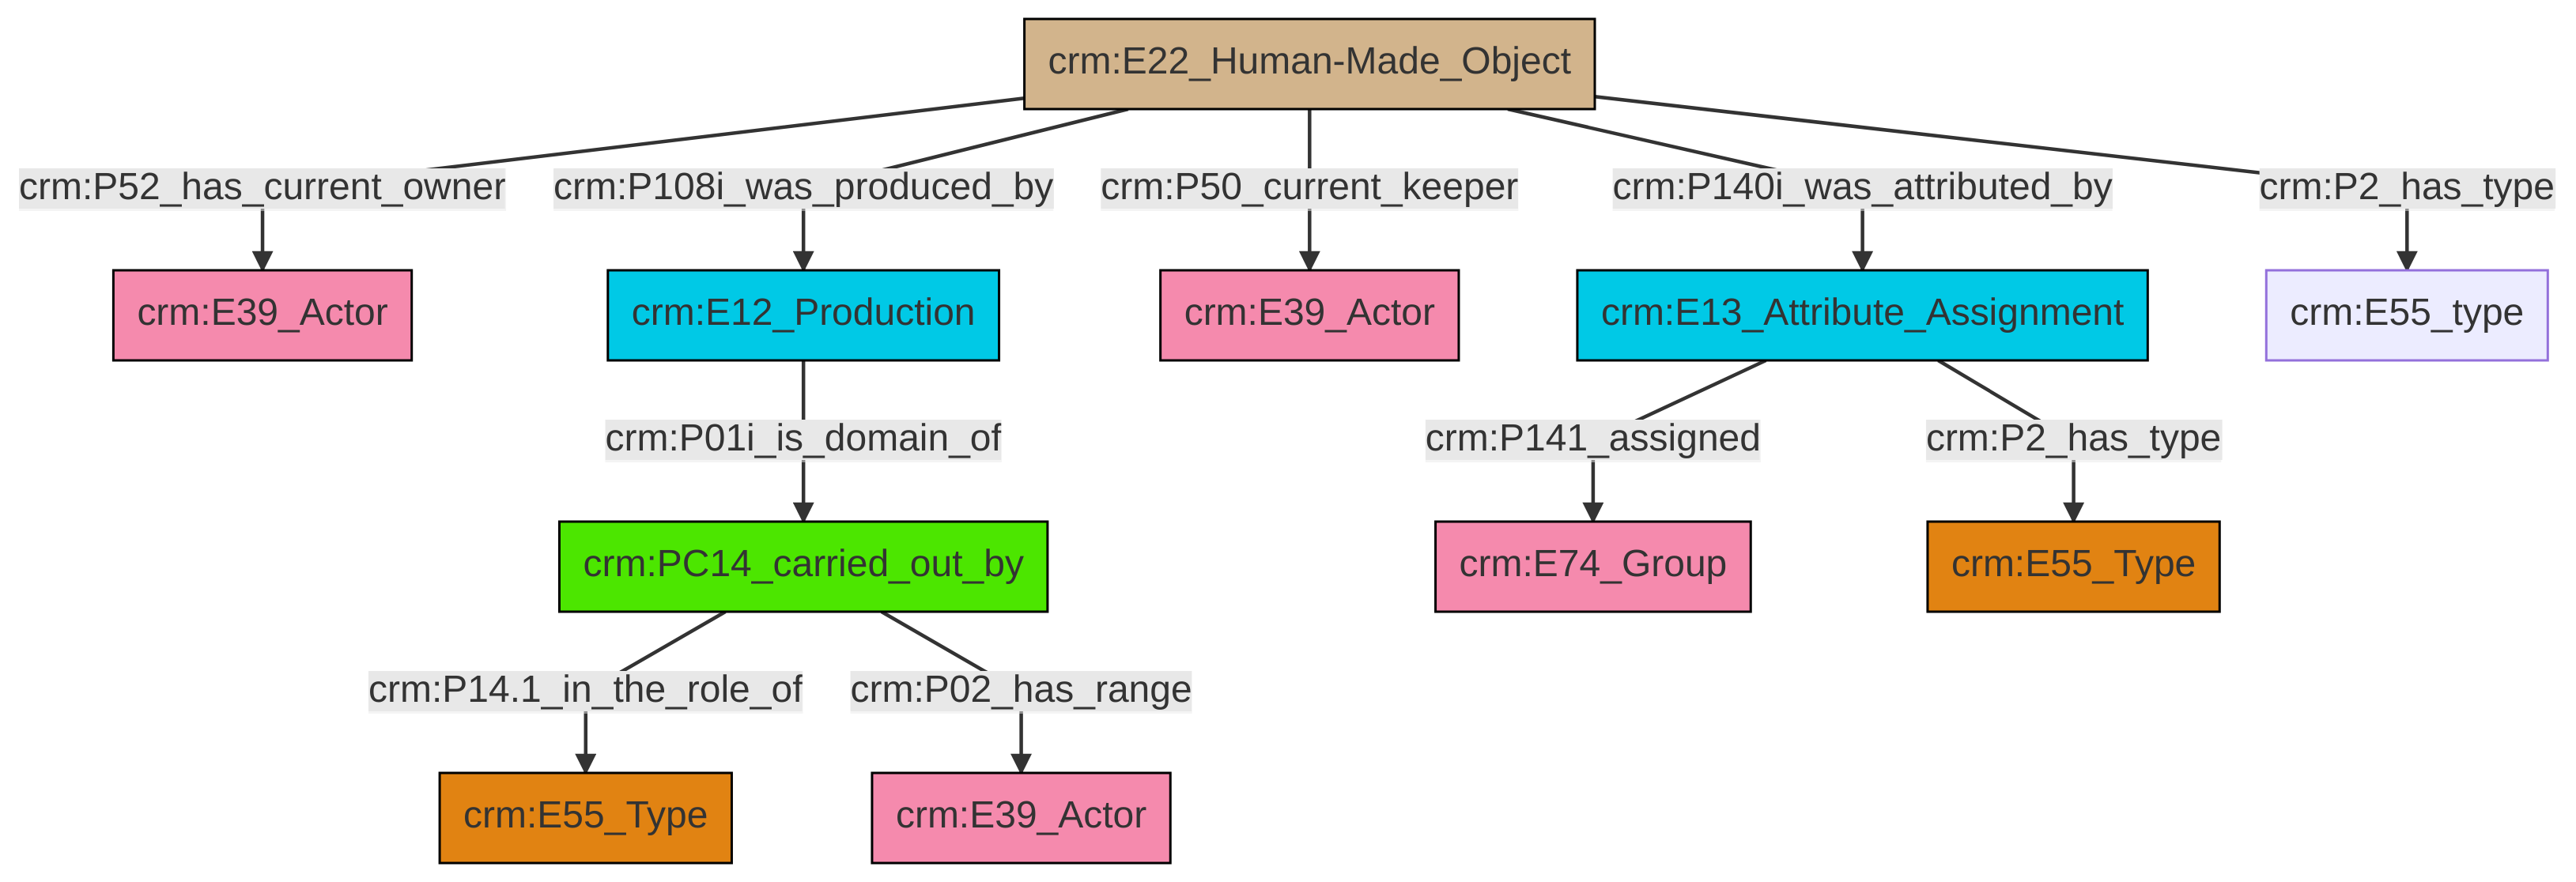 crm:E22_Human-Made_Object
crm:P52_has_current_owner
crm:P108i_was_produced_by
crm:P50_current_keeper
crm:P140i_was_attributed_by
crm:P2_has_type
crm:E39_Actor
crm:E12_Production
crm:E39_Actor
crm:E13_Attribute_Assignment
crm:E55_type
crm:P01i_is_domain_of
crm:P141_assigned
crm:P2_has_type
crm:PC14_carried_out_by
crm:E74_Group
crm:E55_Type
crm:P14.1_in_the_role_of
crm:P02_has_range
crm:E55_Type
crm:E39_Actor